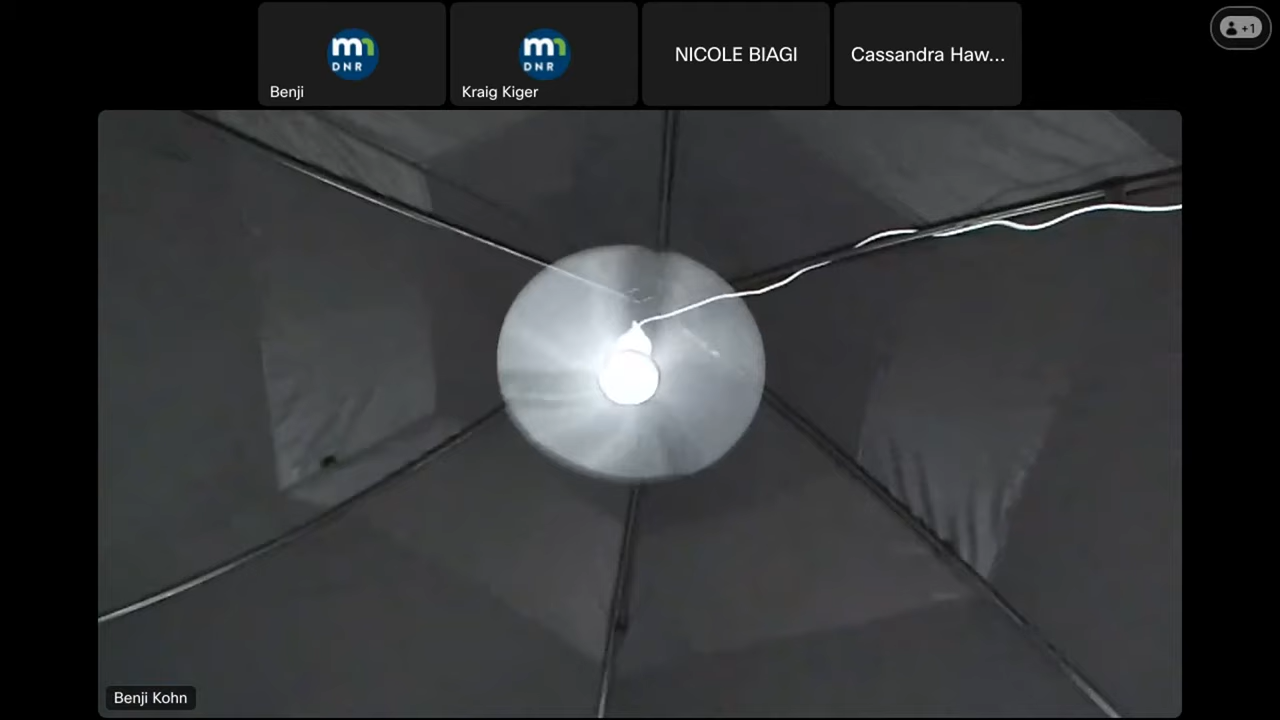 mn
DNR
Benji
mn
DNR
Kraig Kiger
NICOLE BIAGI
Cassandra Haw...
+1
Benji Kohn